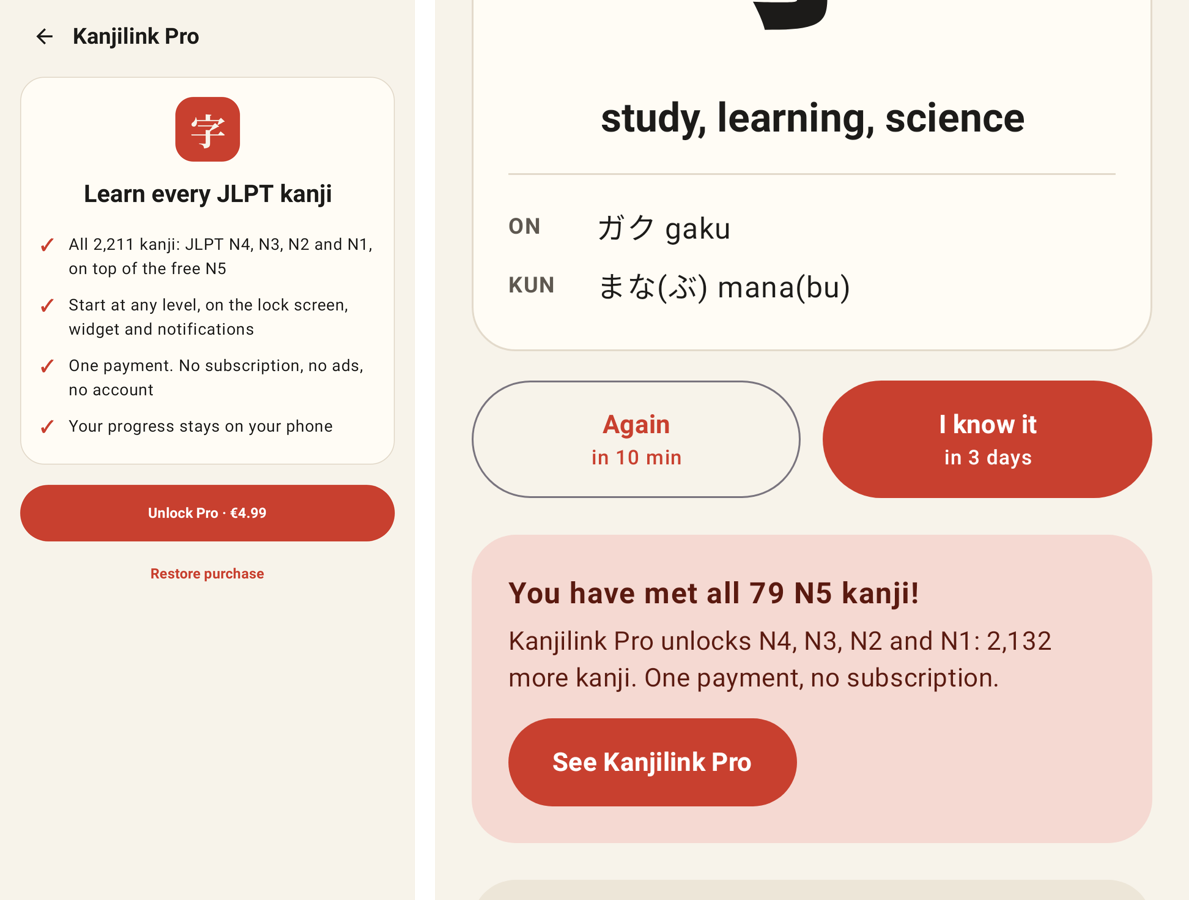 Kanjilink Pro
字
Learn every JLPT kanji
✓ All 2,211 kanji: JLPT N4, N3, N2 and N1,
on top of the free N5
✓ Start at any level, on the lock screen,
widget and notifications
✓ One payment. No subscription, no ads,
no account
✓ Your progress stays on your phone
Unlock Pro · €4.99
Restore purchase
study, learning, science
ON ガク gaku
KUN まな(ぶ) mana(bu)
Again
in 10 min
I know it
in 3 days
You have met all 79 N5 kanji!
Kanjilink Pro unlocks N4, N3, N2 and N1: 2,132
more kanji. One payment, no subscription.
See Kanjilink Pro